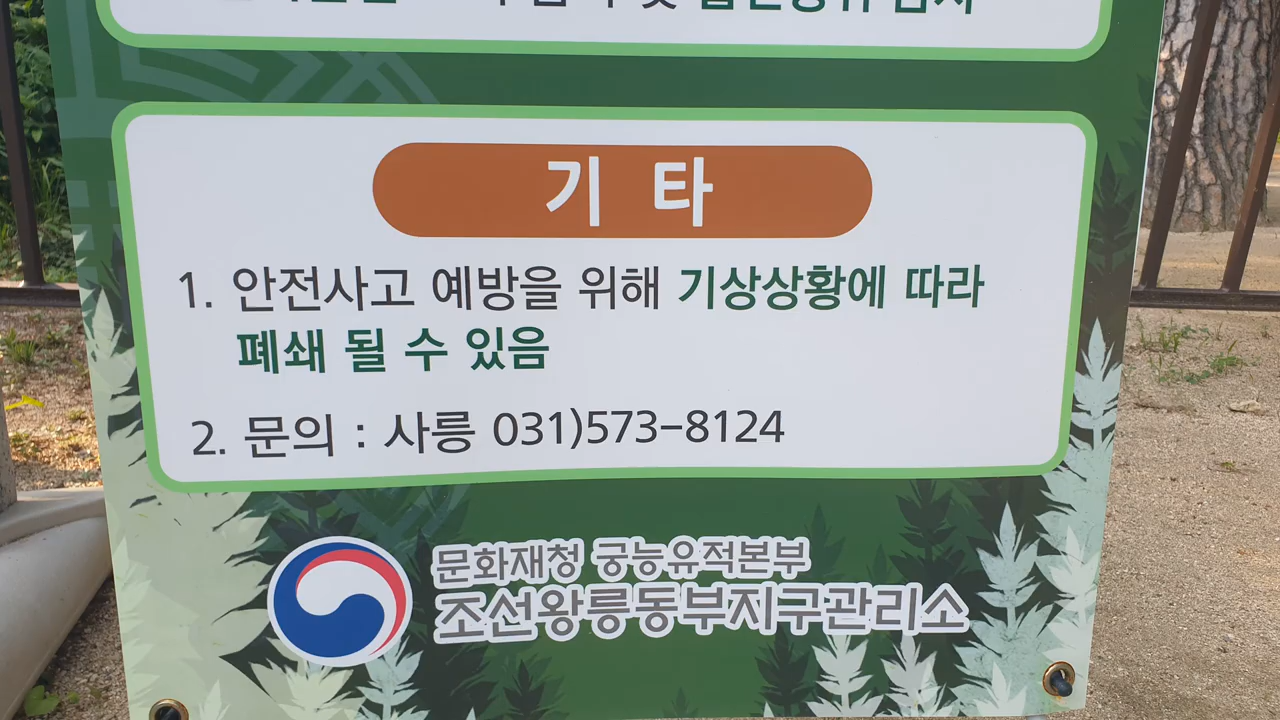 기 타
1. 안전사고 예방을 위해 기상상황에 따라
폐쇄 될 수 있음
2. 문의 : 사릉 031)573-8124
문화재청 궁능유적본부
조선왕릉동부지구관리소